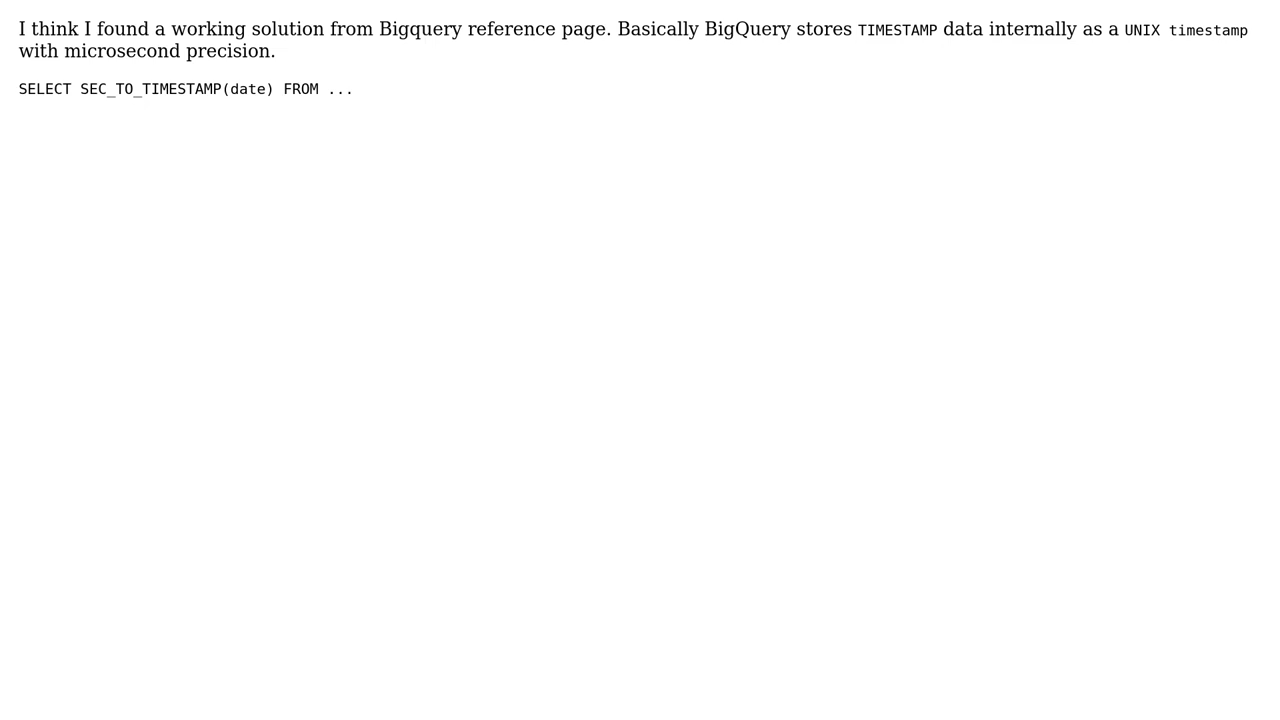 I think I found a working solution from Bigquery reference page. Basically BigQuery stores TIMESTAMP data internally as a UNIX timestamp
with microsecond precision.
SELECT SEC_TO_TIMESTAMP(date) FROM ...